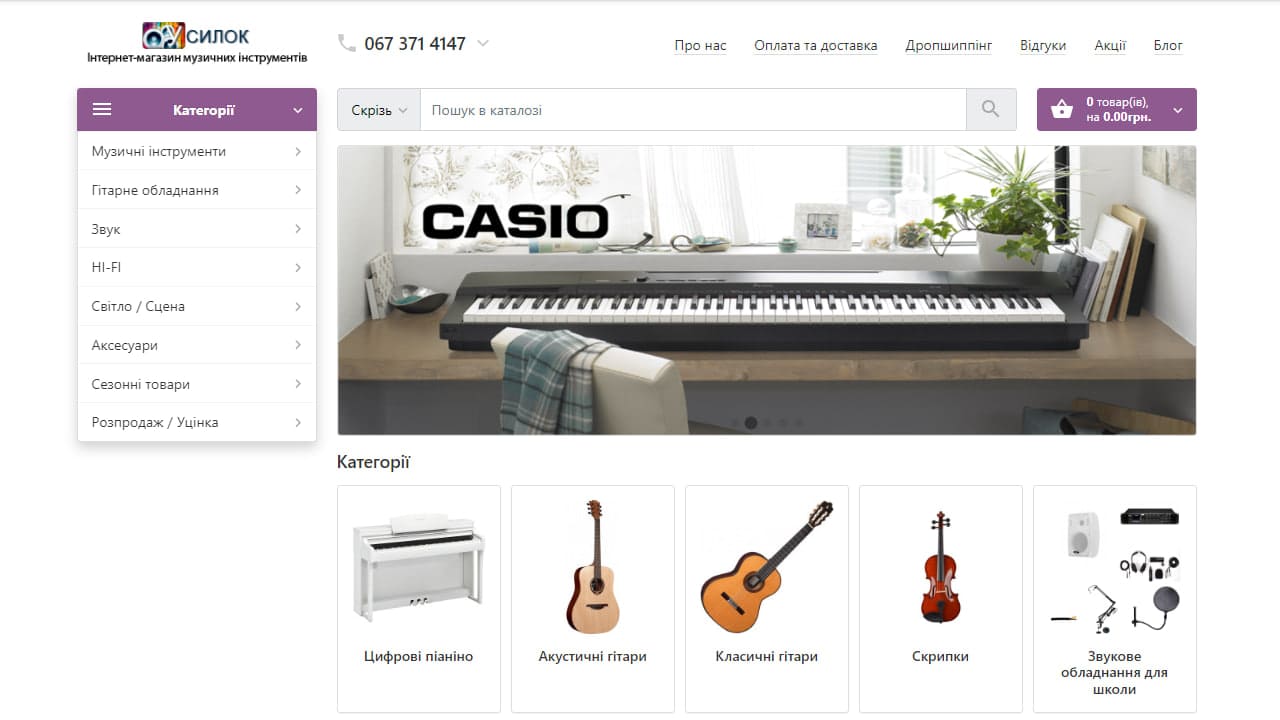 УСИЛОК
Інтернет-магазин музичних інструментів
067 371 4147
Про нас
Оплата та доставка
Дропшиппінг
Відгуки
Акції
Блог
Категорії
Скрізь
Пошук в каталозі
0 товар(ів),
на 0.00грн.
Музичні інструменти
Гітарне обладнання
Звук
HI-FI
Світло / Сцена
Аксесуари
Сезонні товари
Розпродаж / Уцінка
CASIO
Категорії
Цифрові піаніно
Акустичні гітари
Класичні гітари
Скрипки
Звукове
обладнання для
школи